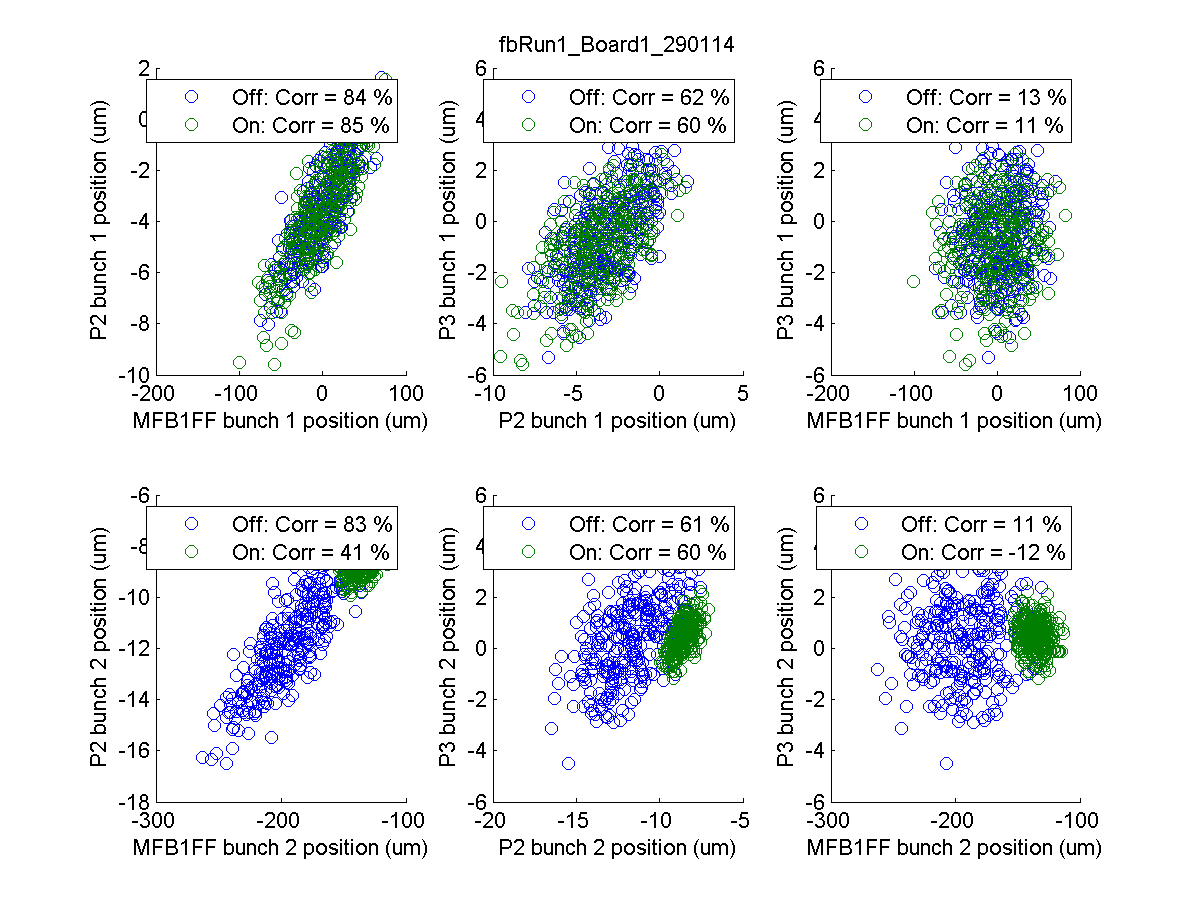 fbRun1_Board1_290114
2
0
-2
-4
-6
-8
-10
-200
-100
0
100
P2 bunch 1 position (um)
MFB1FF bunch 1 position (um)
Off: Corr = 84 %
On: Corr = 85 %
6
4
2
0
-2
-4
-6
-10
-5
0
5
P3 bunch 1 position (um)
P2 bunch 1 position (um)
Off: Corr = 62 %
On: Corr = 60 %
6
4
2
0
-2
-4
-6
-200
-100
0
100
P3 bunch 1 position (um)
MFB1FF bunch 1 position (um)
Off: Corr = 13 %
On: Corr = 11 %
-6
-8
-10
-12
-14
-16
-18
-300
-200
-100
P2 bunch 2 position (um)
MFB1FF bunch 2 position (um)
Off: Corr = 83 %
On: Corr = 41 %
6
4
2
0
-2
-4
-6
-20
-15
-10
-5
P3 bunch 2 position (um)
P2 bunch 2 position (um)
Off: Corr = 61 %
On: Corr = 60 %
6
4
2
0
-2
-4
-6
-300
-200
-100
P3 bunch 2 position (um)
MFB1FF bunch 2 position (um)
Off: Corr = 11 %
On: Corr = -12 %